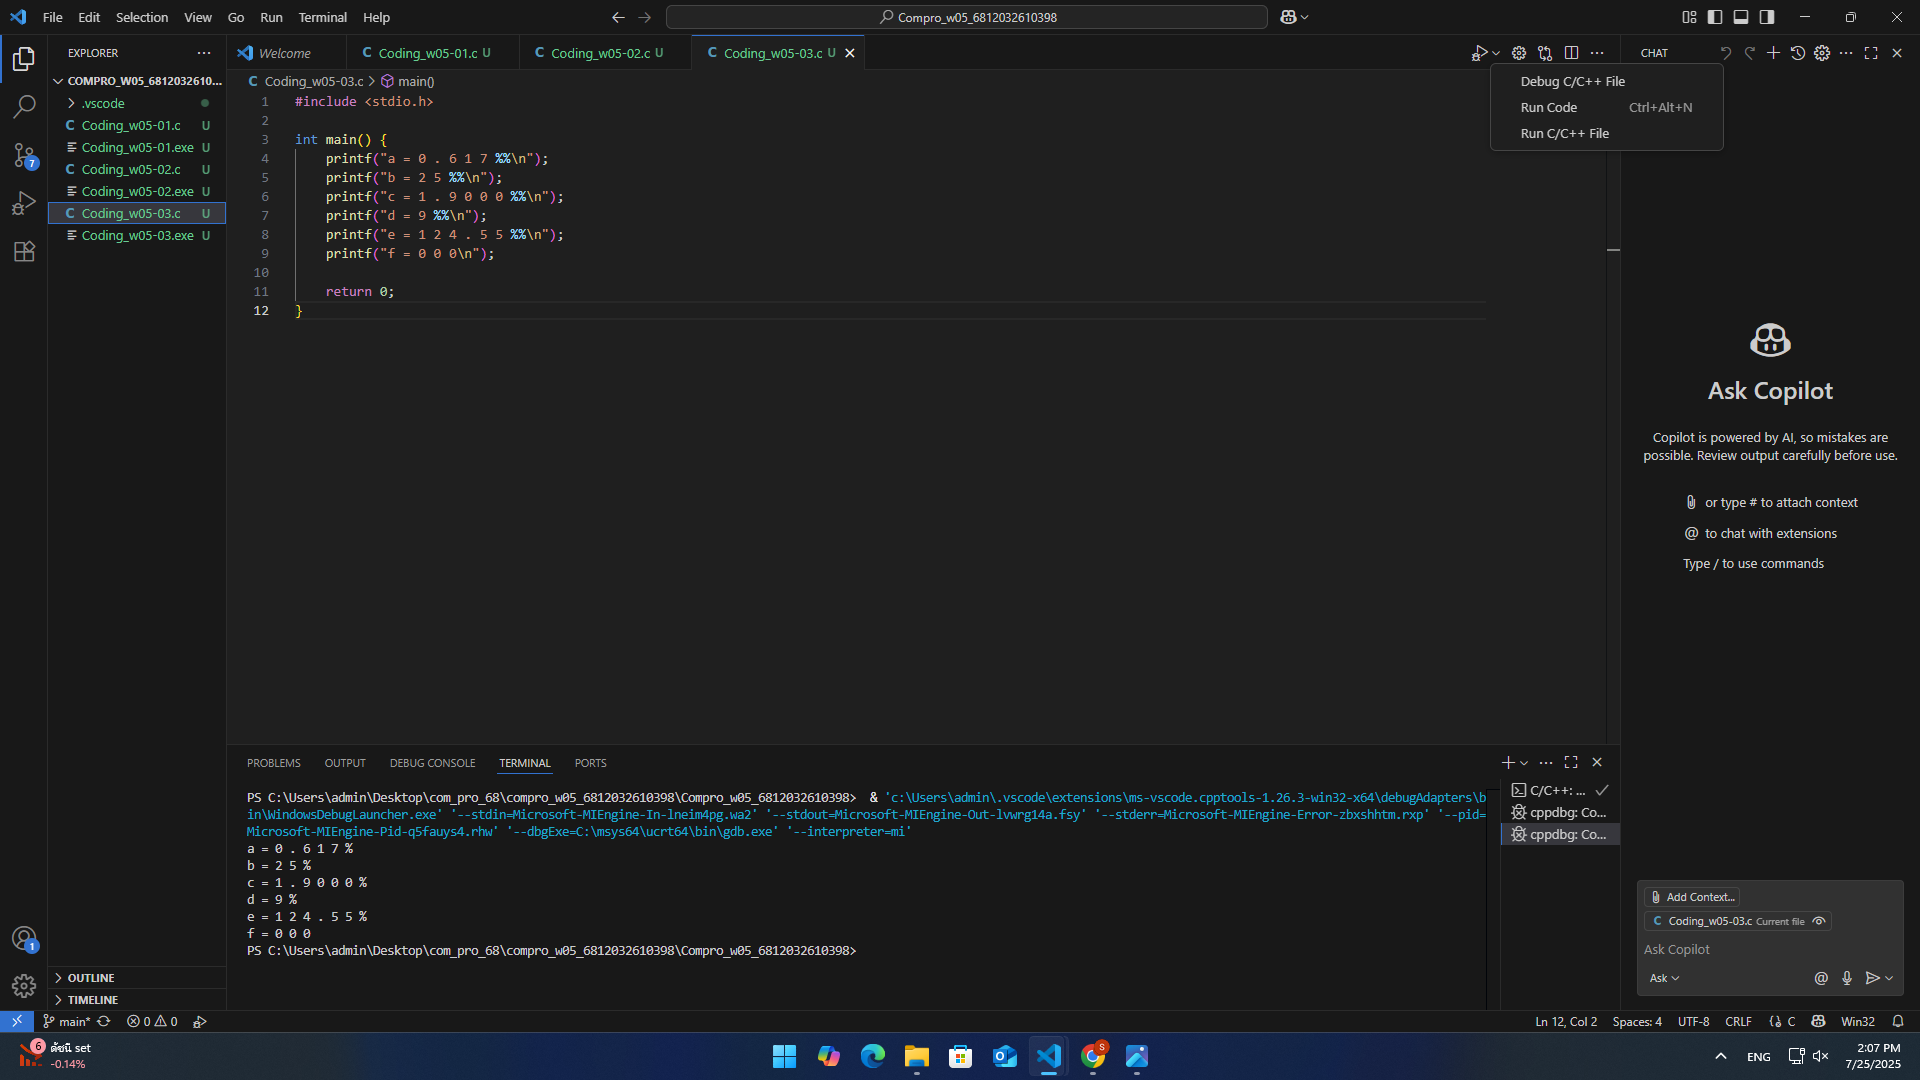 File Edit Selection View Go Run Terminal Help
Compro_w05_6812032610398
EXPLORER
COMPRO_W05_6812032610...
.vscode
Coding_w05-01.c U
Coding_w05-01.exe U
Coding_w05-02.c U
Coding_w05-02.exe U
Coding_w05-03.c U
Coding_w05-03.exe U
OUTLINE
TIMELINE
7
1
Welcome
Coding_w05-01.c U
Coding_w05-02.c U
Coding_w05-03.c U
Coding_w05-03.c > main()
1 #include <stdio.h>
2
3 int main() {
4 printf("a = 0 . 6 1 7 %%\n");
5 printf("b = 2 5 %%\n");
6 printf("c = 1 . 9 0 0 0 %%\n");
7 printf("d = 9 %%\n");
8 printf("e = 1 2 4 . 5 5 %%\n");
9 printf("f = 0 0 0\n");
10
11 return 0;
12 }
Debug C/C++ File
Run Code Ctrl+Alt+N
Run C/C++ File
CHAT
Ask Copilot
Copilot is powered by AI, so mistakes are
possible. Review output carefully before use.
or type # to attach context
@ to chat with extensions
Type / to use commands
Add Context...
Coding_w05-03.c Current file
Ask Copilot
Ask
PROBLEMS OUTPUT DEBUG CONSOLE TERMINAL PORTS
PS C:\Users\admin\Desktop\com_pro_68\compro_w05_6812032610398\Compro_w05_6812032610398> & 'c:\Users\admin\.vscode\extensions\ms-vscode.cpptools-1.26.3-win32-x64\debugAdapters\b
in\WindowsDebugLauncher.exe' '--stdin=Microsoft-MIEngine-In-lneim4pg.wa2' '--stdout=Microsoft-MIEngine-Out-lvwrg14a.fsy' '--stderr=Microsoft-MIEngine-Error-zbxshhtm.rxp' '--pid=
Microsoft-MIEngine-Pid-q5fauys4.rhw' '--dbgExe=C:\msys64\ucrt64\bin\gdb.exe' '--interpreter=mi'
a = 0 . 6 1 7 %
b = 2 5 %
c = 1 . 9 0 0 0 %
d = 9 %
e = 1 2 4 . 5 5 %
f = 0 0 0
PS C:\Users\admin\Desktop\com_pro_68\compro_w05_6812032610398\Compro_w05_6812032610398>
C/C++: ...
cppdbg: Co...
cppdbg: Co...
main* 0 0
Ln 12, Col 2 Spaces: 4 UTF-8 CRLF {} C Win32
6
ดัชนี set
-0.14%
S
ENG
2:07 PM
7/25/2025